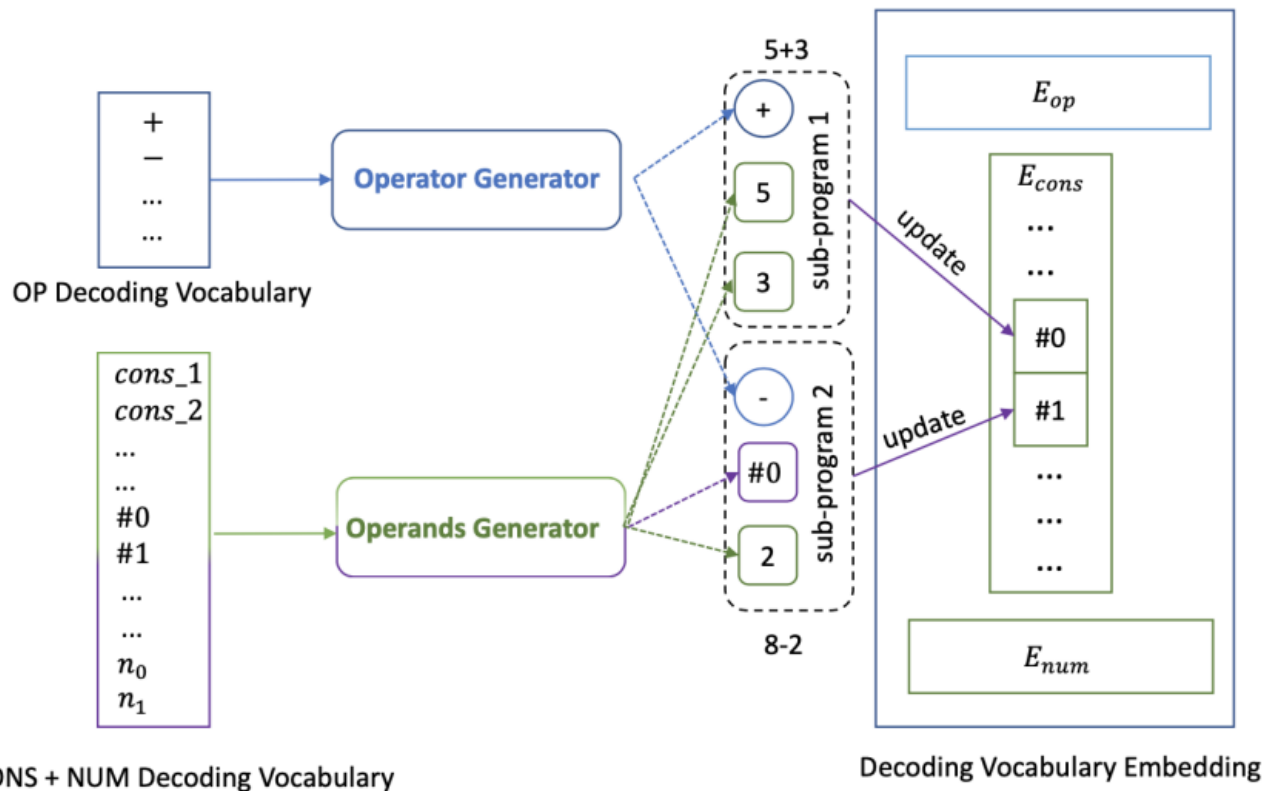 +
−
...
...
OP Decoding Vocabulary
cons_1
cons_2
...
...
#0
#1
...
...
n₀
n₁
ONS + NUM Decoding Vocabulary
Operator Generator
Operands Generator
5+3
+
5
3
sub-program 1
-
#0
2
sub-program 2
8-2
update
update
E_op
E_cons
...
...
#0
#1
...
...
...
E_num
Decoding Vocabulary Embedding